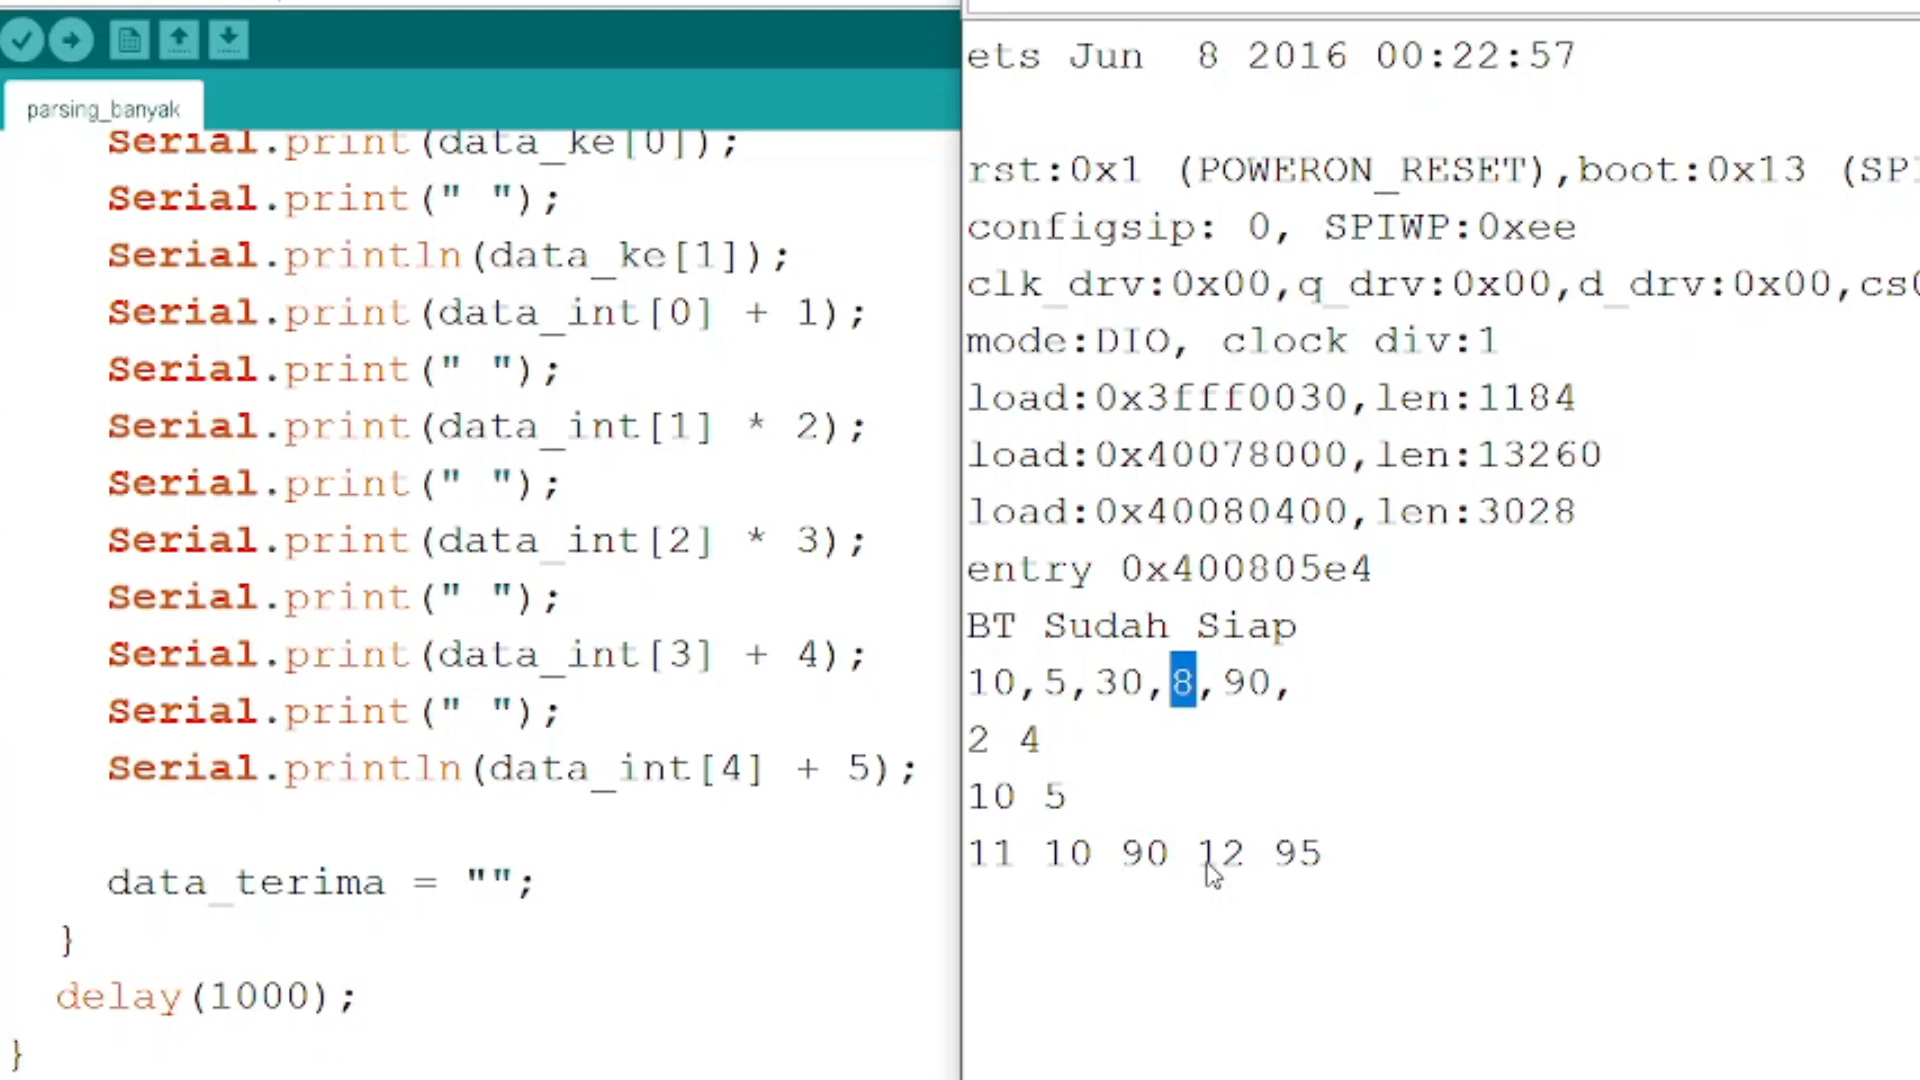 parsing_banyak
Serial.print(data_ke[0]);
Serial.print(" ");
Serial.println(data_ke[1]);
Serial.print(data_int[0] + 1);
Serial.print(" ");
Serial.print(data_int[1] * 2);
Serial.print(" ");
Serial.print(data_int[2] * 3);
Serial.print(" ");
Serial.print(data_int[3] + 4);
Serial.print(" ");
Serial.println(data_int[4] + 5);
data_terima = "";
}
delay(1000);
}
ets Jun  8 2016 00:22:57
rst:0x1 (POWERON_RESET),boot:0x13 (SPI
configsip: 0, SPIWP:0xee
clk_drv:0x00,q_drv:0x00,d_drv:0x00,cs0
mode:DIO, clock div:1
load:0x3fff0030,len:1184
load:0x40078000,len:13260
load:0x40080400,len:3028
entry 0x400805e4
BT Sudah Siap
10,5,30,8,90,
2 4
10 5
11 10 90 12 95